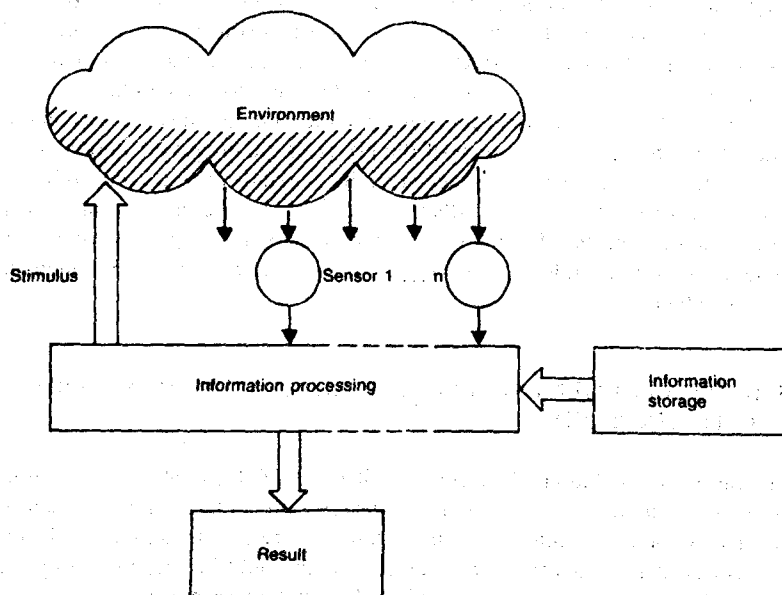 Environment
Stimulus
Sensor 1 ... n
Information processing
Information
storage
Result